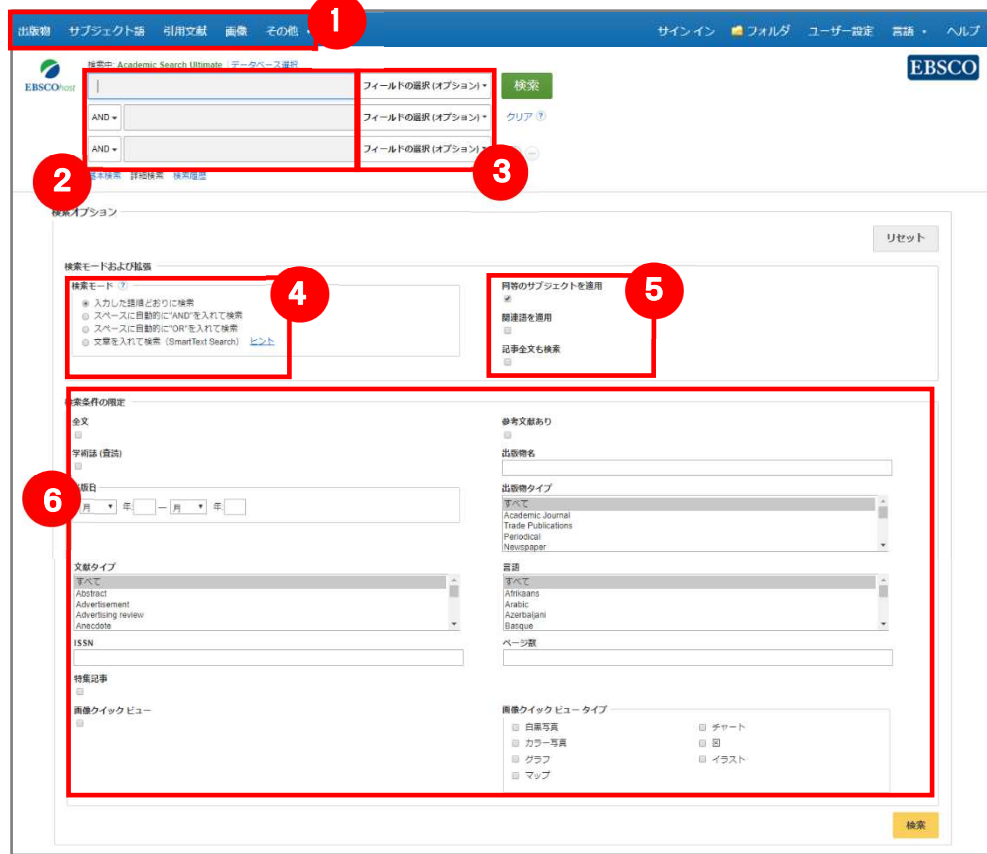 出版物 サブジェクト語 引用文献 画像 その他 1 サインイン フォルダ ユーザー設定 言語 ヘルプ
検索中: Academic Search Ultimate データベース選択
EBSCOhost
EBSCO
フィールドの選択 (オプション) 検索
AND フィールドの選択 (オプション) クリア ?
AND フィールドの選択 (オプション)
2 3
基本検索 詳細検索 検索履歴
検索オプション
リセット
検索モードおよび拡張
検索モード ?
入力した語順どおりに検索
スペースに自動的に"AND"を入れて検索
スペースに自動的に"OR"を入れて検索
文章を入れて検索 (SmartText Search) ヒント
4
同等のサブジェクトを適用
5
関連語を適用
記事全文も検索
検索条件の限定
全文
参考文献あり
学術誌 (査読)
出版物名
6
出版日
月 年: — 月 年:
出版物タイプ
すべて
Academic Journal
Trade Publications
Periodical
Newspaper
文献タイプ
すべて
Abstract
Advertisement
Advertising review
Anecdote
言語
すべて
Afrikaans
Arabic
Azerbaijani
Basque
ISSN
ページ数
特集記事
画像クイック ビュー
画像クイック ビュー タイプ
白黒写真 チャート
カラー写真 図
グラフ イラスト
マップ
検索